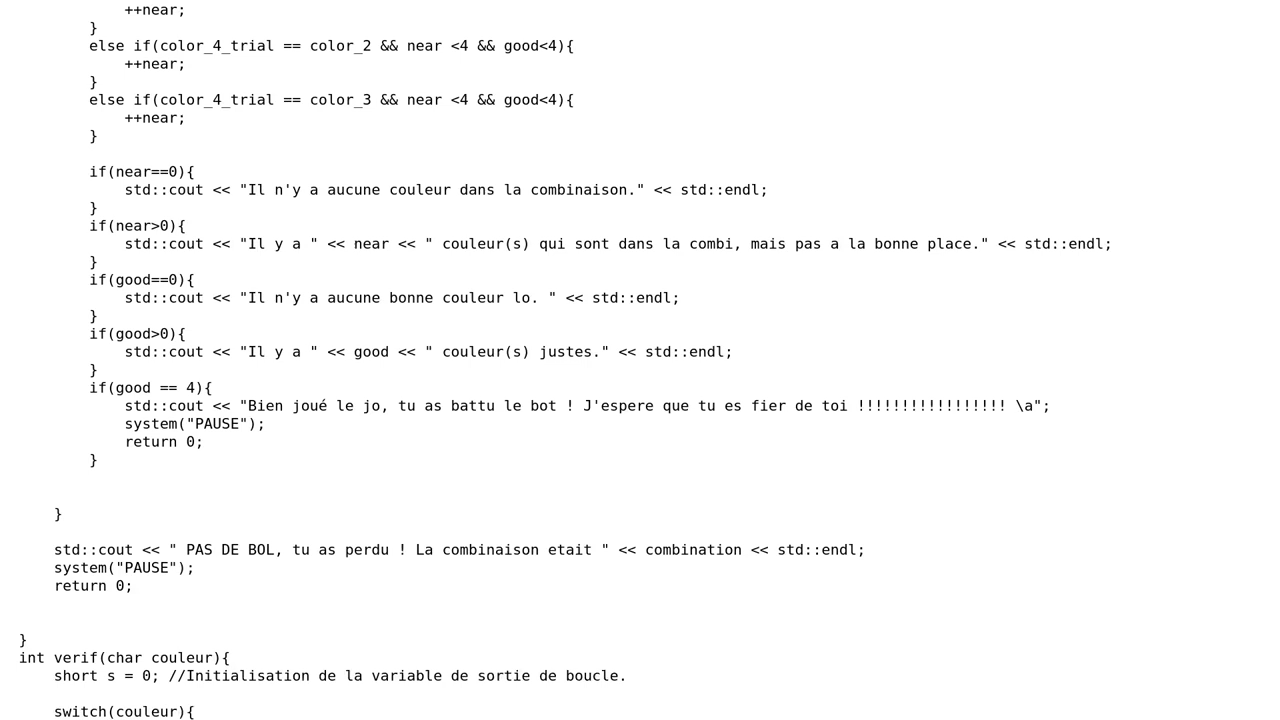 ++near;
}
else if(color_4_trial == color_2 && near <4 && good<4){
++near;
}
else if(color_4_trial == color_3 && near <4 && good<4){
++near;
}
if(near==0){
std::cout << "Il n'y a aucune couleur dans la combinaison." << std::endl;
}
if(near>0){
std::cout << "Il y a " << near << " couleur(s) qui sont dans la combi, mais pas a la bonne place." << std::endl;
}
if(good==0){
std::cout << "Il n'y a aucune bonne couleur lo. " << std::endl;
}
if(good>0){
std::cout << "Il y a " << good << " couleur(s) justes." << std::endl;
}
if(good == 4){
std::cout << "Bien joué le jo, tu as battu le bot ! J'espere que tu es fier de toi !!!!!!!!!!!!!!!!! \a";
system("PAUSE");
return 0;
}
}
std::cout << " PAS DE BOL, tu as perdu ! La combinaison etait " << combination << std::endl;
system("PAUSE");
return 0;
}
int verif(char couleur){
short s = 0; //Initialisation de la variable de sortie de boucle.
switch(couleur){